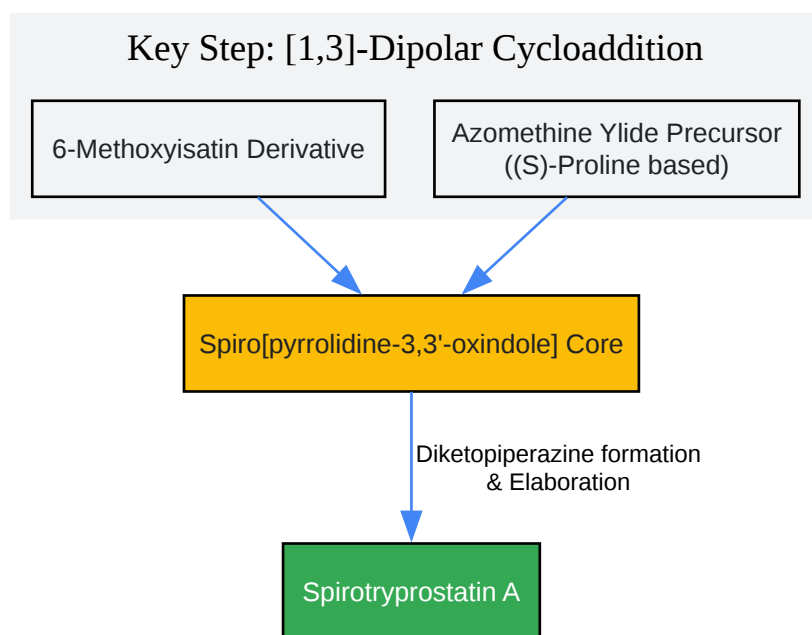 Key Step: [1,3]-Dipolar Cycloaddition
6-Methoxyisatin Derivative
Azomethine Ylide Precursor
((S)-Proline based)
Spiro[pyrrolidine-3,3'-oxindole] Core
Diketopiperazine formation
& Elaboration
Spirotryprostatin A